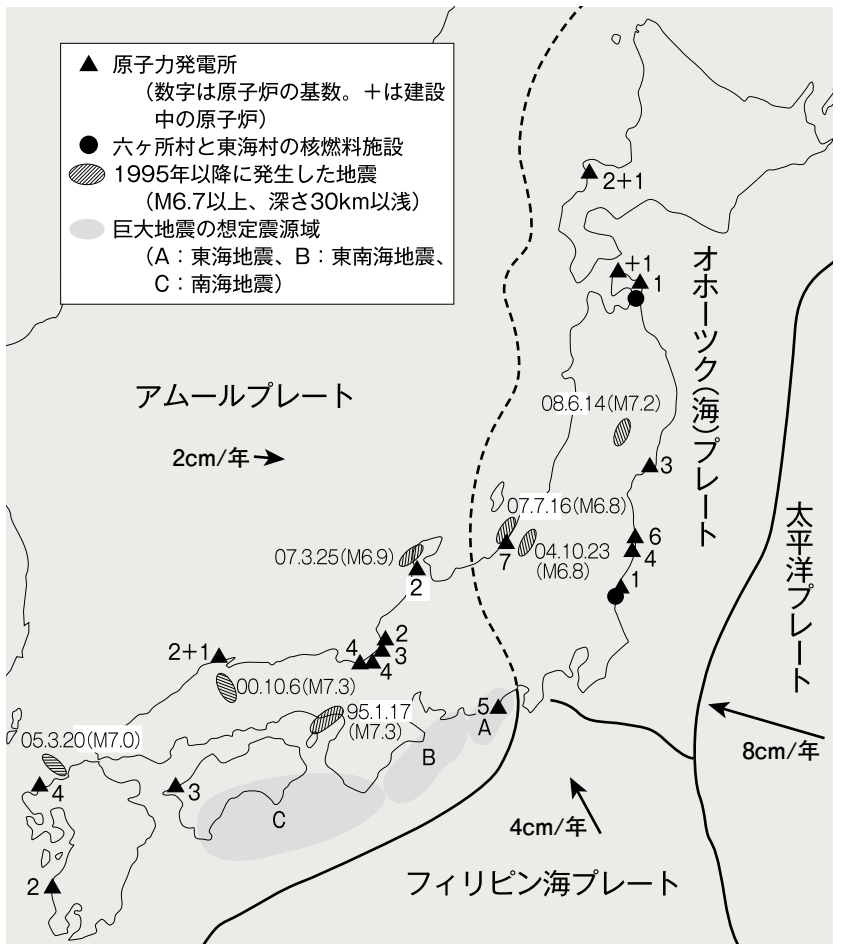 原子力発電所
(数字は原子炉の基数。＋は建設
中の原子炉)
六ヶ所村と東海村の核燃料施設
1995年以降に発生した地震
(M6.7以上、深さ30km以浅)
巨大地震の想定震源域
(A：東海地震、B：東南海地震、
C：南海地震)
2+1
+1
1
オホーツク(海)プレート
アムールプレート
2cm/年
08.6.14(M7.2)
3
07.7.16(M6.8)
太平洋プレート
6
4
04.10.23
(M6.8)
7
07.3.25(M6.9)
2
1
2
3
4
4
2+1
00.10.6(M7.3)
95.1.17
(M7.3)
5
A
05.3.20(M7.0)
B
8cm/年
4
3
C
4cm/年
フィリピン海プレート
2